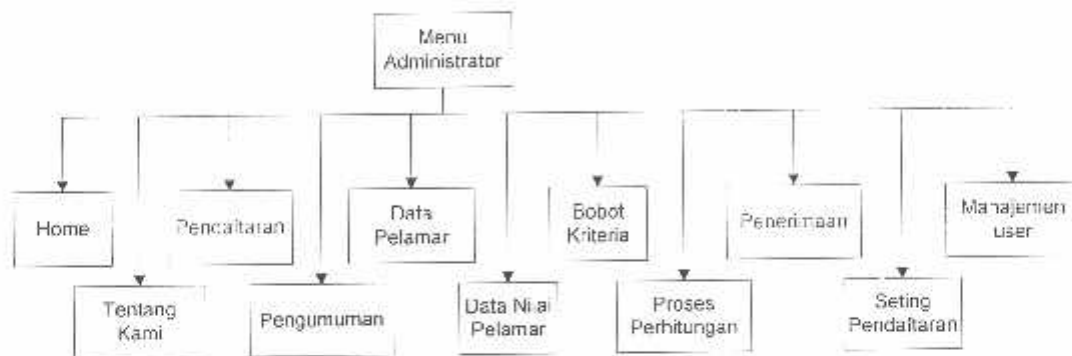 Menu
Administrator
Home
Pendaftaran
Data
Pelamar
Bobot
Kriteria
Penerimaan
Manajemen
user
Tentang
Kami
Pengumuman
Data Nilai
Pelamar
Proses
Perhitungan
Seting
Pendaftaran